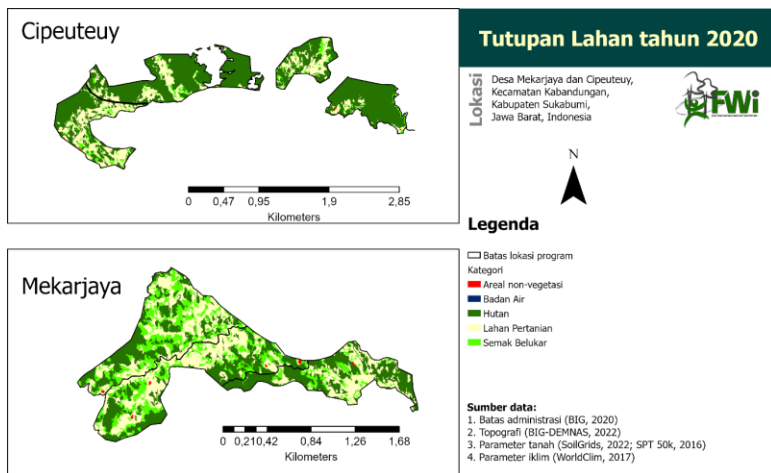 Cipeuteuy
0 0,47 0,95 1,9 2,85
Kilometers
Mekarjaya
0 0,210,42 0,84 1,26 1,68
Kilometers
Tutupan Lahan tahun 2020
Lokasi
Desa Mekarjaya dan Cipeuteuy,
Kecamatan Kabandungan,
Kabupaten Sukabumi,
Jawa Barat, Indonesia
FWi
N
Legenda
Batas lokasi program
Kategori
Areal non-vegetasi
Badan Air
Hutan
Lahan Pertanian
Semak Belukar
Sumber data:
1. Batas administrasi (BIG, 2020)
2. Topografi (BIG-DEMNAS, 2022)
3. Parameter tanah (SoilGrids, 2022; SPT 50k, 2016)
4. Parameter iklim (WorldClim, 2017)